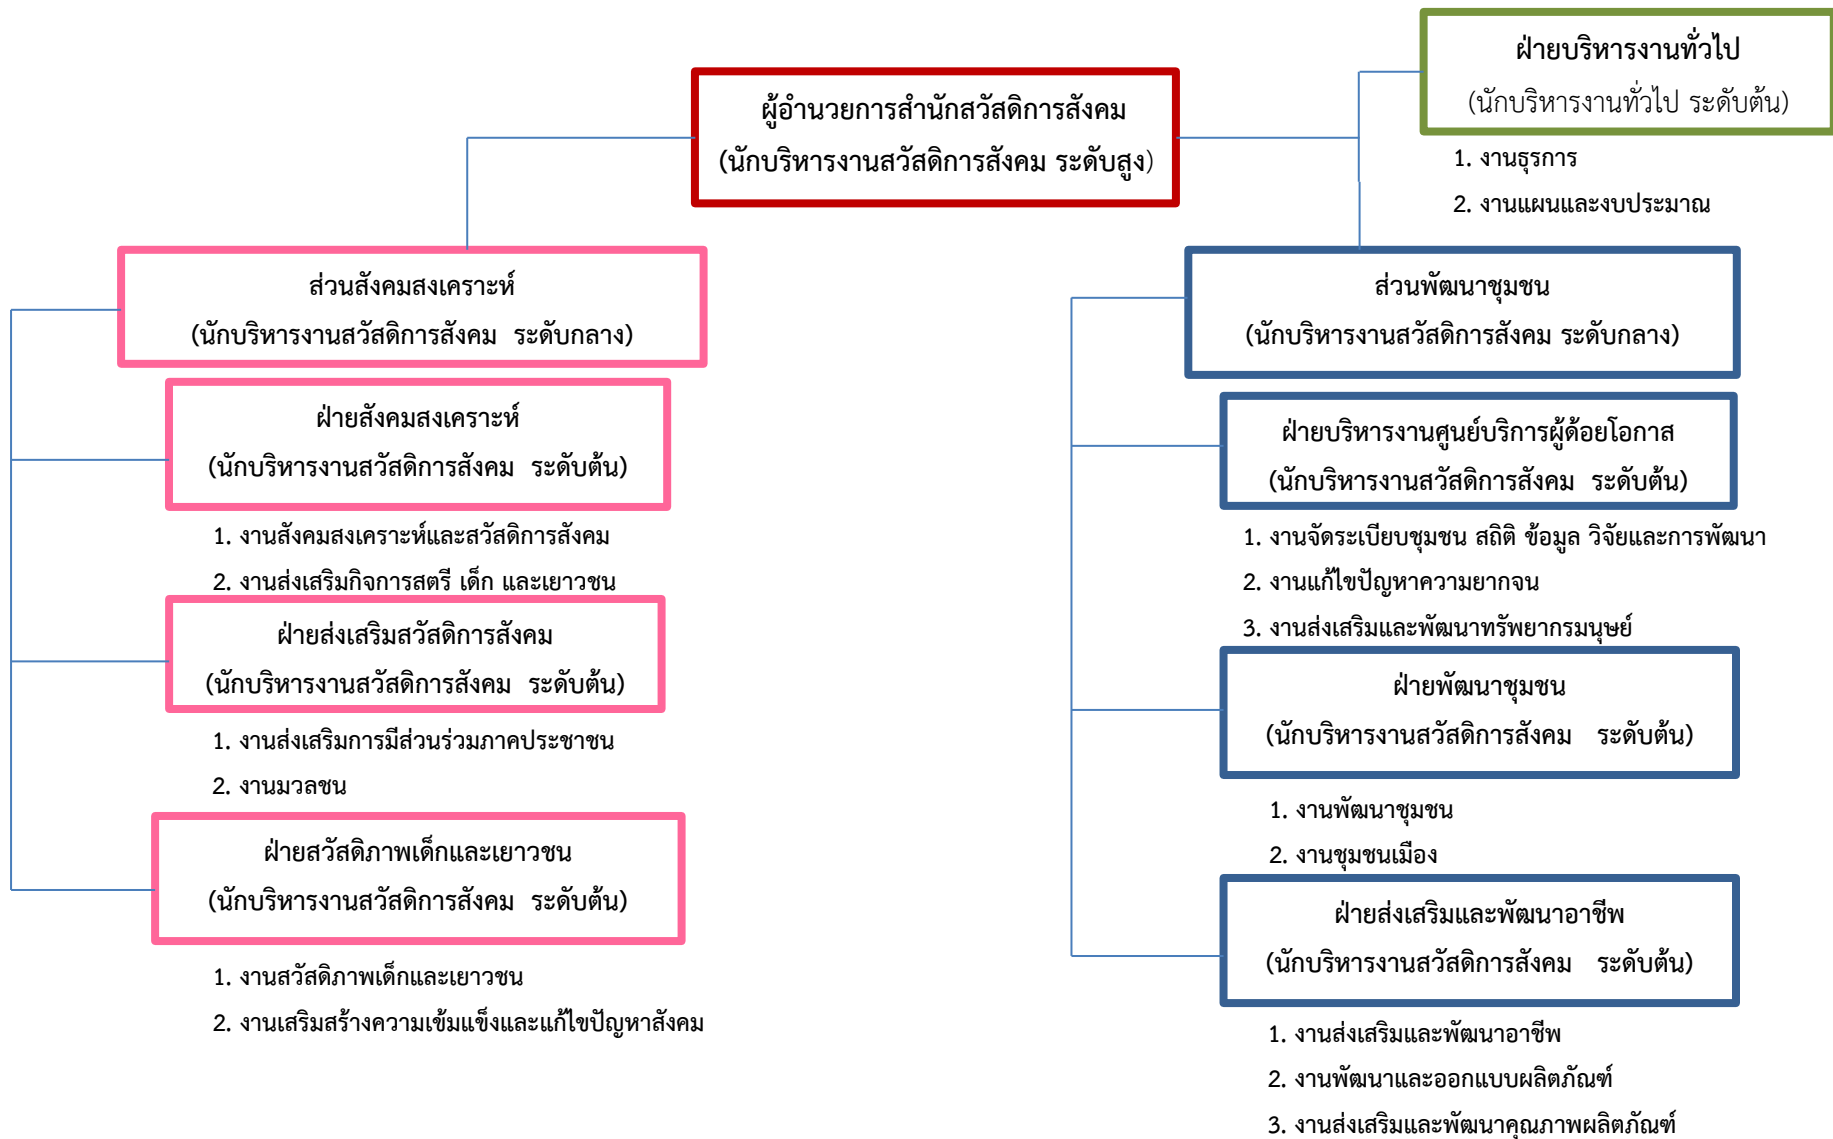 ผู้อำนวยการสำนักสวัสดิการสังคม
(นักบริหารงานสวัสดิการสังคม ระดับสูง)
ฝ่ายบริหารงานทั่วไป
(นักบริหารงานทั่วไป ระดับต้น)
1. งานธุรการ
2. งานแผนและงบประมาณ
ส่วนสังคมสงเคราะห์
(นักบริหารงานสวัสดิการสังคม ระดับกลาง)
ฝ่ายสังคมสงเคราะห์
(นักบริหารงานสวัสดิการสังคม ระดับต้น)
1. งานสังคมสงเคราะห์และสวัสดิการสังคม
2. งานส่งเสริมกิจการสตรี เด็ก และเยาวชน
ฝ่ายส่งเสริมสวัสดิการสังคม
(นักบริหารงานสวัสดิการสังคม ระดับต้น)
1. งานส่งเสริมการมีส่วนร่วมภาคประชาชน
2. งานมวลชน
ฝ่ายสวัสดิภาพเด็กและเยาวชน
(นักบริหารงานสวัสดิการสังคม ระดับต้น)
1. งานสวัสดิภาพเด็กและเยาวชน
2. งานเสริมสร้างความเข้มแข็งและแก้ไขปัญหาสังคม
ส่วนพัฒนาชุมชน
(นักบริหารงานสวัสดิการสังคม ระดับกลาง)
ฝ่ายบริหารงานศูนย์บริการผู้ด้อยโอกาส
(นักบริหารงานสวัสดิการสังคม ระดับต้น)
1. งานจัดระเบียบชุมชน สถิติ ข้อมูล วิจัยและการพัฒนา
2. งานแก้ไขปัญหาความยากจน
3. งานส่งเสริมและพัฒนาทรัพยากรมนุษย์
ฝ่ายพัฒนาชุมชน
(นักบริหารงานสวัสดิการสังคม ระดับต้น)
1. งานพัฒนาชุมชน
2. งานชุมชนเมือง
ฝ่ายส่งเสริมและพัฒนาอาชีพ
(นักบริหารงานสวัสดิการสังคม ระดับต้น)
1. งานส่งเสริมและพัฒนาอาชีพ
2. งานพัฒนาและออกแบบผลิตภัณฑ์
3. งานส่งเสริมและพัฒนาคุณภาพผลิตภัณฑ์